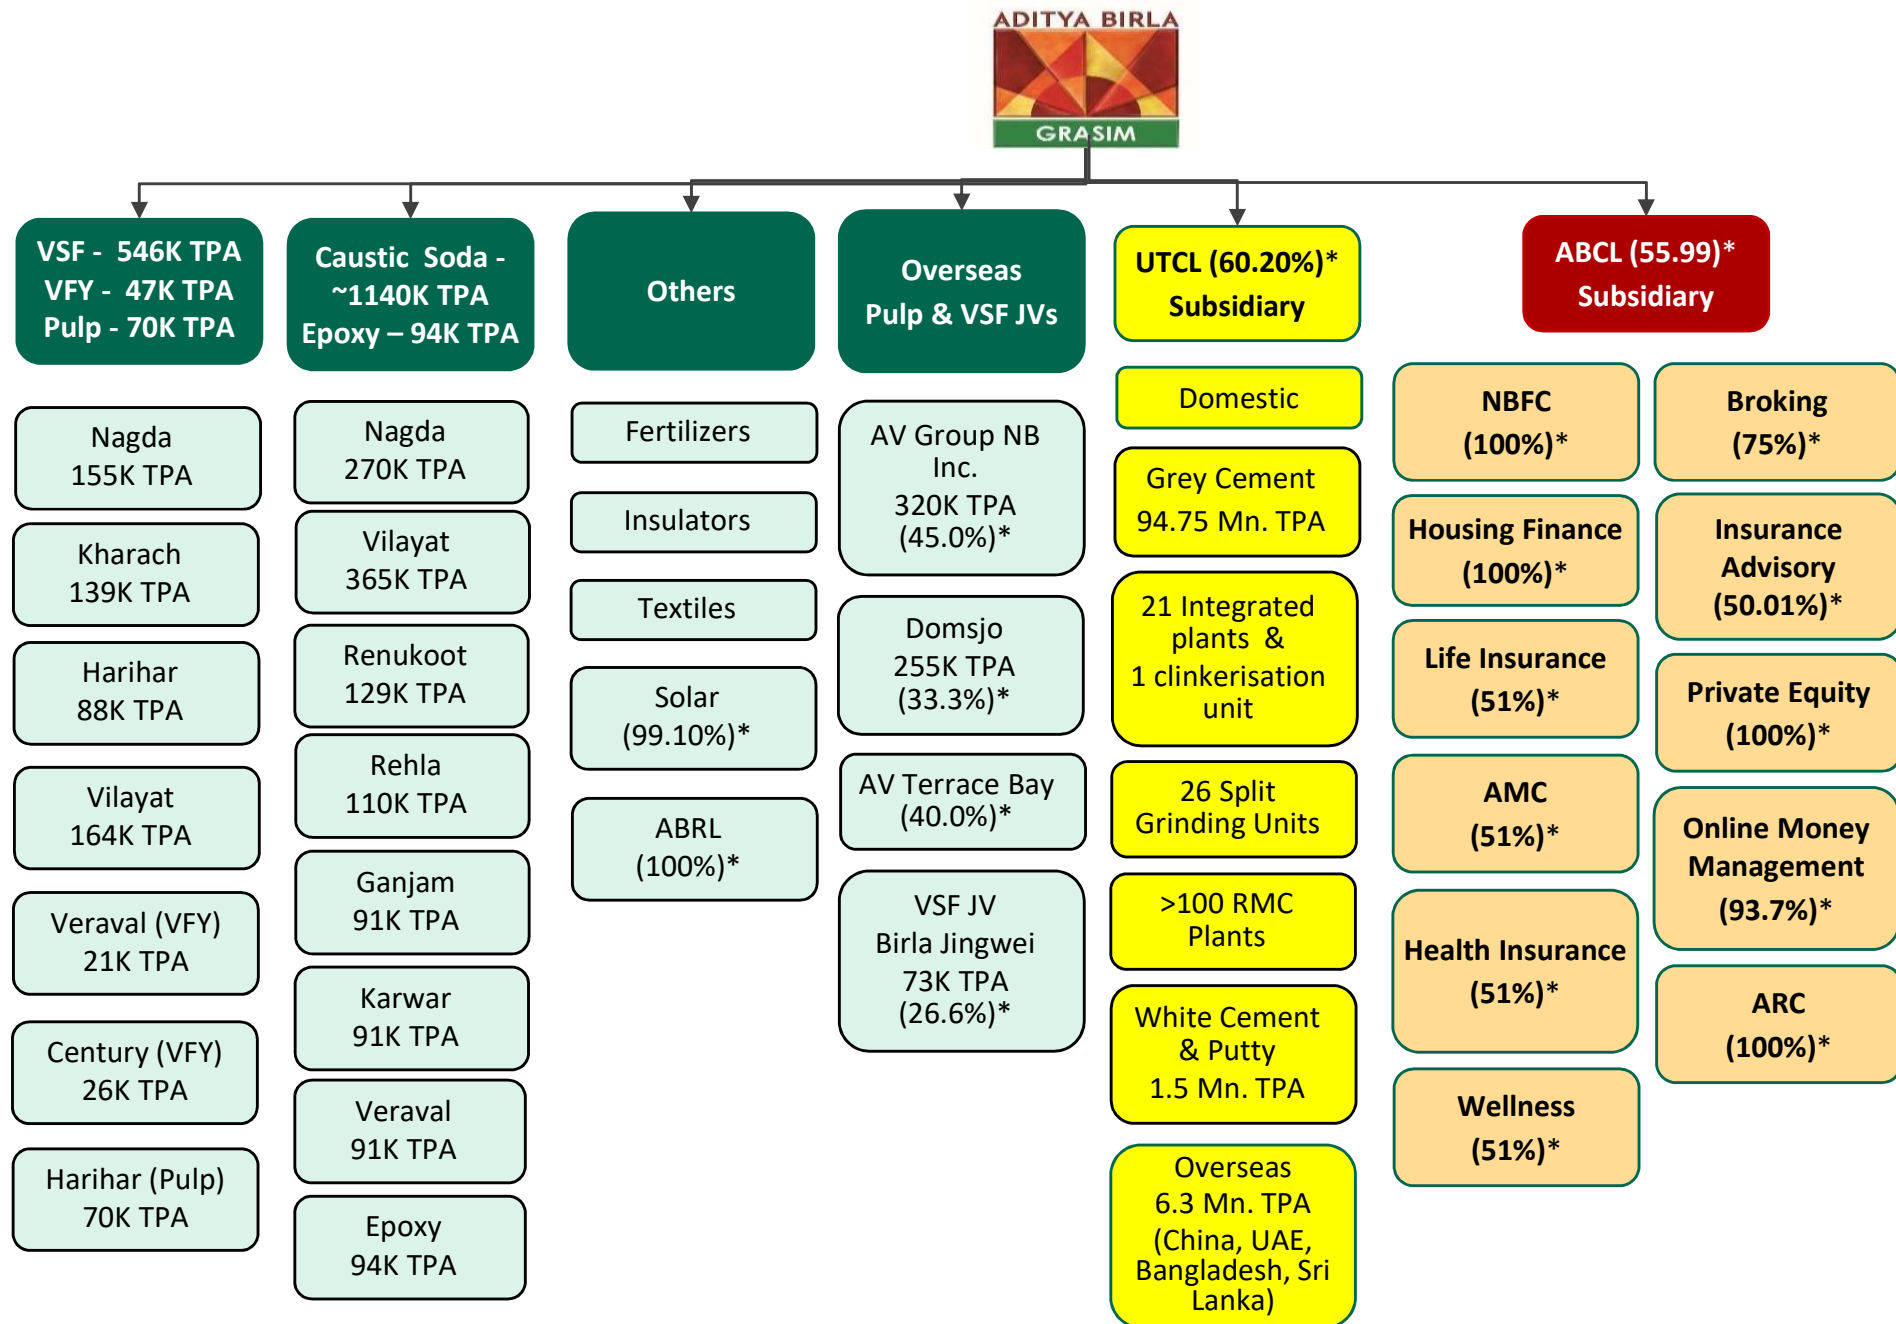 ADITYA BIRLA
GRASIM
VSF - 546K TPA
VFY - 47K TPA
Pulp - 70K TPA
Nagda
155K TPA
Kharach
139K TPA
Harihar
88K TPA
Vilayat
164K TPA
Veraval (VFY)
21K TPA
Century (VFY)
26K TPA
Harihar (Pulp)
70K TPA
Caustic Soda -
~1140K TPA
Epoxy – 94K TPA
Nagda
270K TPA
Vilayat
365K TPA
Renukoot
129K TPA
Rehla
110K TPA
Ganjam
91K TPA
Karwar
91K TPA
Veraval
91K TPA
Epoxy
94K TPA
Others
Fertilizers
Insulators
Textiles
Solar
(99.10%)*
ABRL
(100%)*
Overseas
Pulp & VSF JVs
AV Group NB
Inc.
320K TPA
(45.0%)*
Domsjo
255K TPA
(33.3%)*
AV Terrace Bay
(40.0%)*
VSF JV
Birla Jingwei
73K TPA
(26.6%)*
UTCL (60.20%)*
Subsidiary
Domestic
Grey Cement
94.75 Mn. TPA
21 Integrated
plants &
1 clinkerisation
unit
26 Split
Grinding Units
>100 RMC
Plants
White Cement
& Putty
1.5 Mn. TPA
Overseas
6.3 Mn. TPA
(China, UAE,
Bangladesh, Sri
Lanka)
ABCL (55.99)*
Subsidiary
NBFC
(100%)*
Housing Finance
(100%)*
Life Insurance
(51%)*
AMC
(51%)*
Health Insurance
(51%)*
Wellness
(51%)*
Broking
(75%)*
Insurance
Advisory
(50.01%)*
Private Equity
(100%)*
Online Money
Management
(93.7%)*
ARC
(100%)*